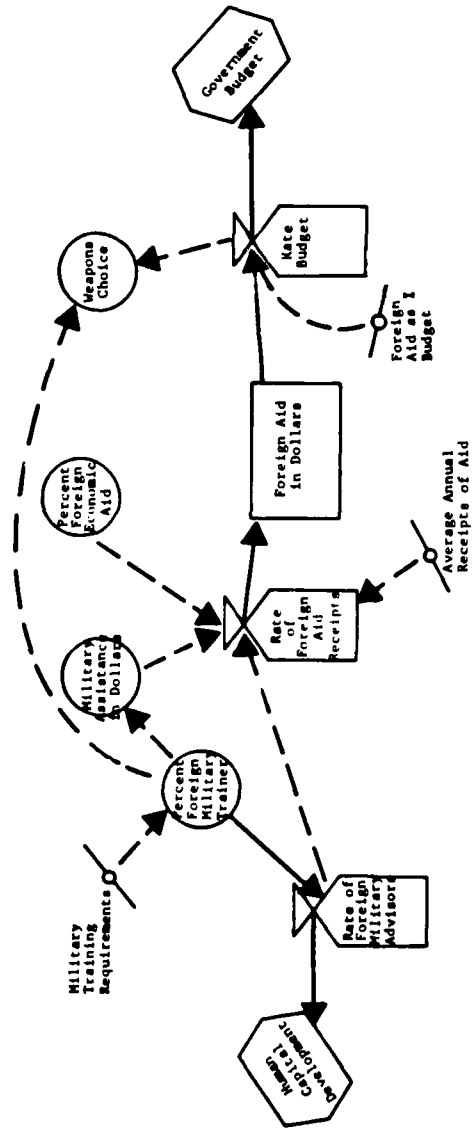 Government
Budget
Weapons
Choice
Kate
Budget
Foreign
Aid as I
Budget
Percent
Foreign
Economic
Aid
Foreign Aid
in Dollars
Military
Assistance
in Dollars
Rate
of
Foreign
Aid
Receipts
Average Annual
Receipts of Aid
Military
Training
Requirements
Percent
Foreign
Military
Trainer
Rate of
Foreign
Military
Advisors
Human
Capital
Development